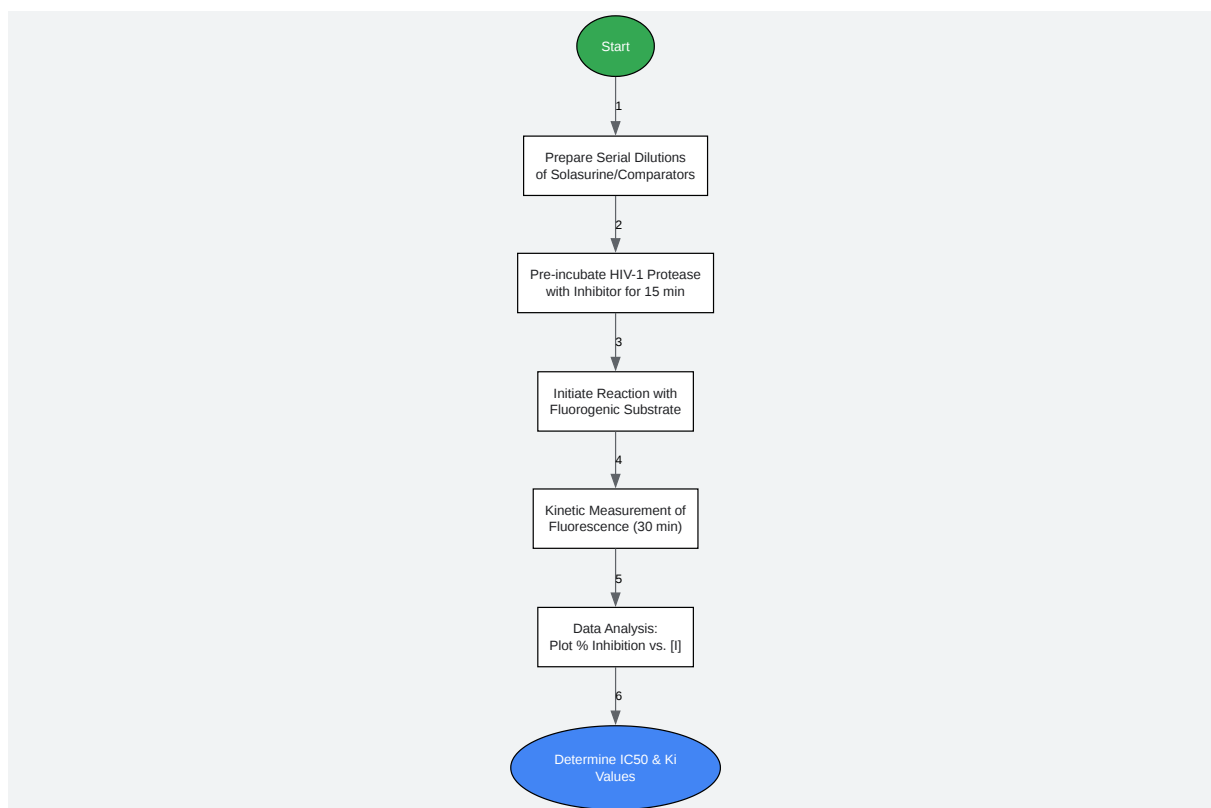 Start
1
Prepare Serial Dilutions
of Solasurine/Comparators
2
Pre-incubate HIV-1 Protease
with Inhibitor for 15 min
3
Initiate Reaction with
Fluorogenic Substrate
4
Kinetic Measurement of
Fluorescence (30 min)
5
Data Analysis:
Plot % Inhibition vs. [I]
6
Determine IC50 & Ki
Values